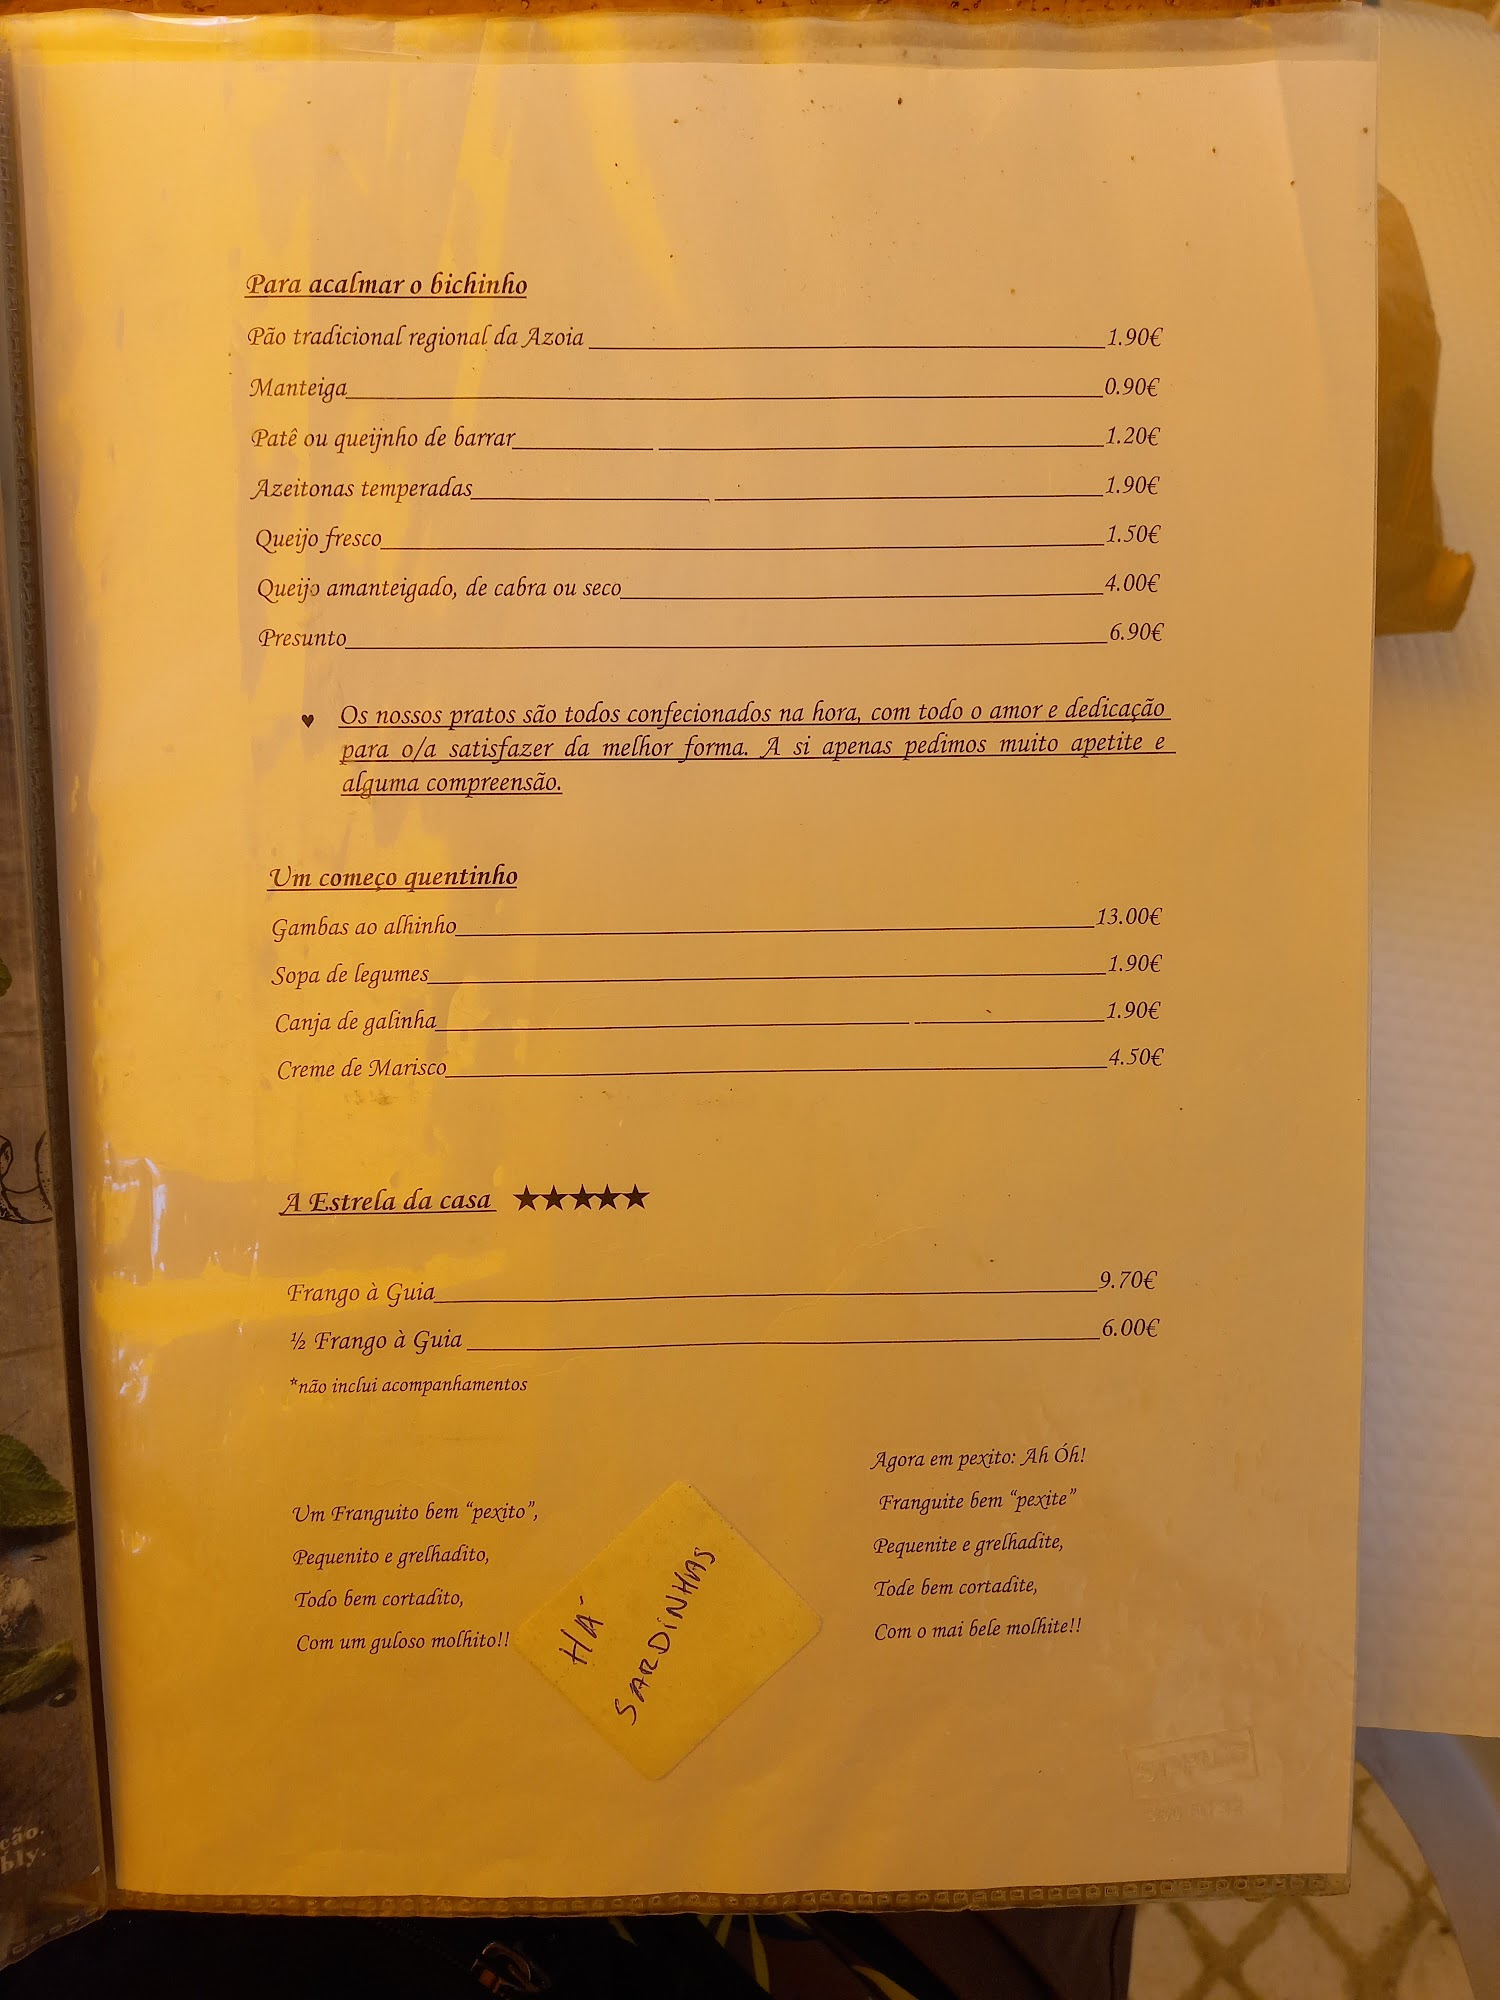 Para acalmar o bichinho
Pão tradicional regional da Azoia 1.90€
Manteiga 0.90€
Patê ou queijnho de barrar 1.20€
Azeitonas temperadas 1.90€
Queijo fresco 1.50€
Queijo amanteigado, de cabra ou seco 4.00€
Presunto 6.90€
♥ Os nossos pratos são todos confecionados na hora, com todo o amor e dedicação
para o/a satisfazer da melhor forma. A si apenas pedimos muito apetite e
alguma compreensão.
Um começo quentinho
Gambas ao alhinho 13.00€
Sopa de legumes 1.90€
Canja de galinha 1.90€
Creme de Marisco 4.50€
A Estrela da casa ★★★★★
Frango à Guia 9.70€
½ Frango à Guia 6.00€
*não inclui acompanhamentos
Um Franguito bem “pexito”,
Pequenito e grelhadito,
Todo bem cortadito,
Com um guloso molhito!!
HÁ
SARDINHAS
Agora em pexito: Ah Óh!
Franguite bem “pexite”
Pequenite e grelhadite,
Tode bem cortadite,
Com o mai bele molhite!!
ção.
bly.